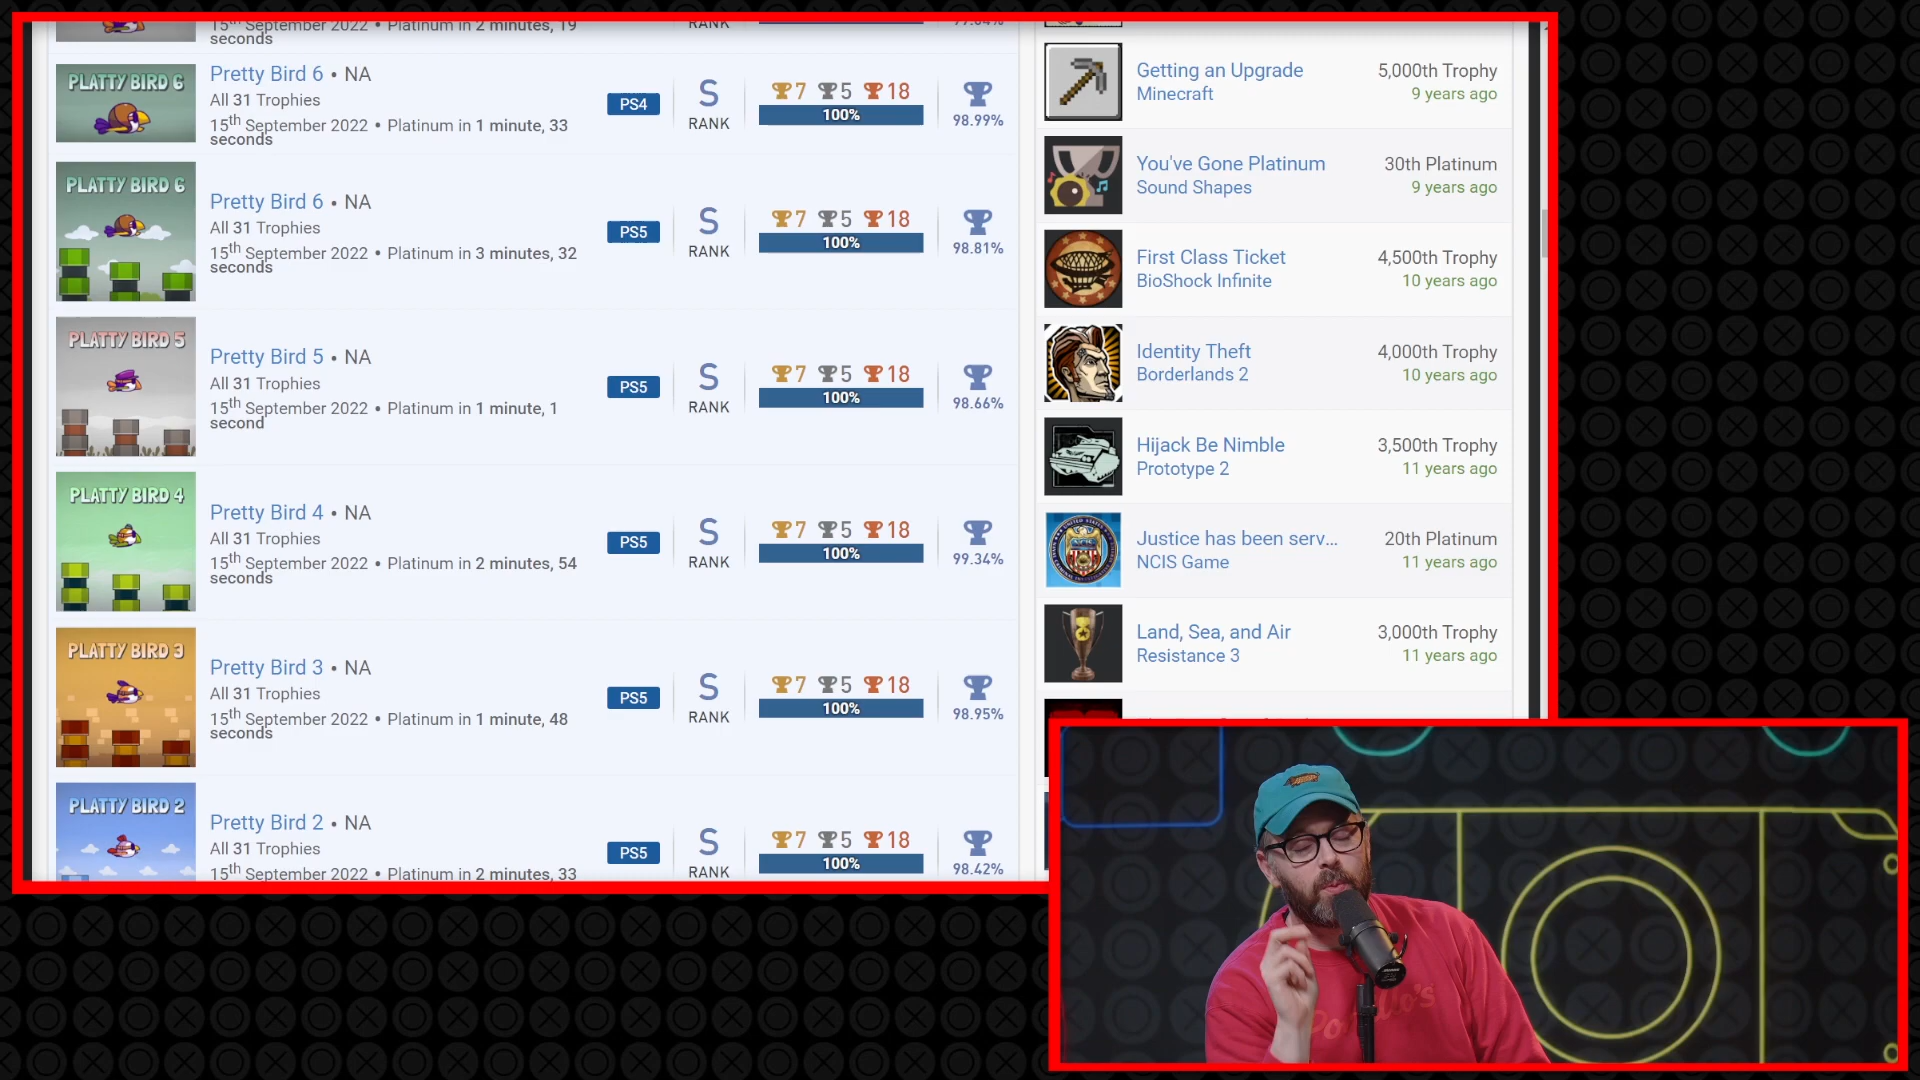 15th September 2022 • Platinum in 2 minutes, 19
seconds
RANK
PLATTY BIRD 6
Pretty Bird 6 • NA
All 31 Trophies
15th September 2022 • Platinum in 1 minute, 33
seconds
PS4
S
RANK
7 5 18
100%
98.99%
PLATTY BIRD 6
Pretty Bird 6 • NA
All 31 Trophies
15th September 2022 • Platinum in 3 minutes, 32
seconds
PS5
S
RANK
7 5 18
100%
98.81%
PLATTY BIRD 5
Pretty Bird 5 • NA
All 31 Trophies
15th September 2022 • Platinum in 1 minute, 1
second
PS5
S
RANK
7 5 18
100%
98.66%
PLATTY BIRD 4
Pretty Bird 4 • NA
All 31 Trophies
15th September 2022 • Platinum in 2 minutes, 54
seconds
PS5
S
RANK
7 5 18
100%
99.34%
PLATTY BIRD 3
Pretty Bird 3 • NA
All 31 Trophies
15th September 2022 • Platinum in 1 minute, 48
seconds
PS5
S
RANK
7 5 18
100%
98.95%
PLATTY BIRD 2
Pretty Bird 2 • NA
All 31 Trophies
15th September 2022 • Platinum in 2 minutes, 33
PS5
S
RANK
7 5 18
100%
98.42%
Getting an Upgrade
Minecraft
5,000th Trophy
9 years ago
You've Gone Platinum
Sound Shapes
30th Platinum
9 years ago
First Class Ticket
BioShock Infinite
4,500th Trophy
10 years ago
Identity Theft
Borderlands 2
4,000th Trophy
10 years ago
Hijack Be Nimble
Prototype 2
3,500th Trophy
11 years ago
Justice has been serv...
NCIS Game
20th Platinum
11 years ago
Land, Sea, and Air
Resistance 3
3,000th Trophy
11 years ago